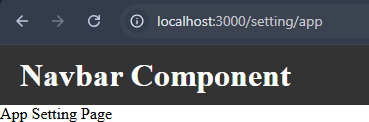 localhost:3000/setting/app
Navbar Component
App Setting Page